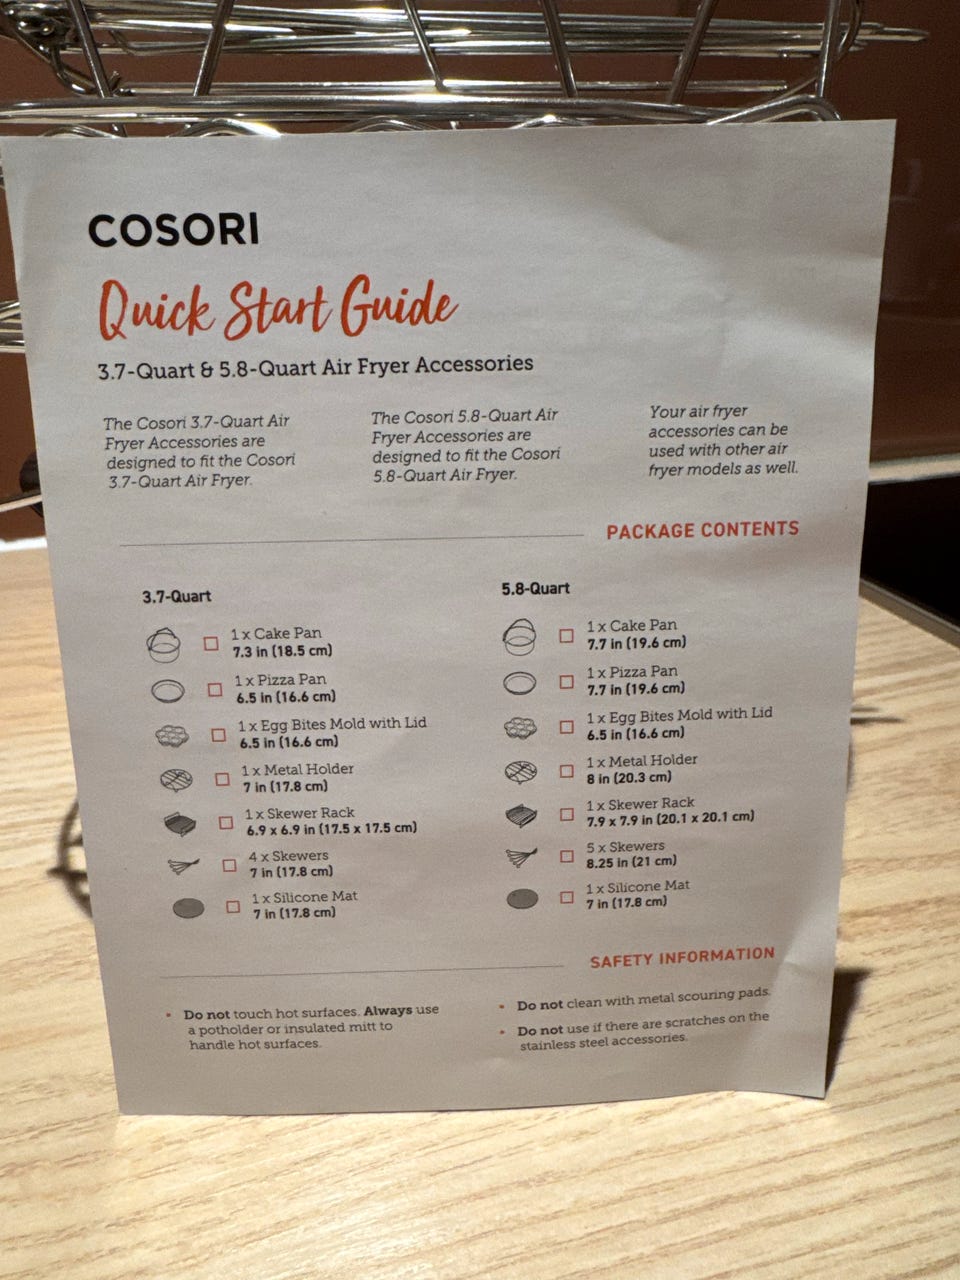 COSORI
Quick Start Guide
3.7-Quart & 5.8-Quart Air Fryer Accessories
The Cosori 3.7-Quart Air
Fryer Accessories are
designed to fit the Cosori
3.7-Quart Air Fryer.
The Cosori 5.8-Quart Air
Fryer Accessories are
designed to fit the Cosori
5.8-Quart Air Fryer.
Your air fryer
accessories can be
used with other air
fryer models as well.
PACKAGE CONTENTS
3.7-Quart
1 x Cake Pan
7.3 in (18.5 cm)
1 x Pizza Pan
6.5 in (16.6 cm)
1 x Egg Bites Mold with Lid
6.5 in (16.6 cm)
1 x Metal Holder
7 in (17.8 cm)
1 x Skewer Rack
6.9 x 6.9 in (17.5 x 17.5 cm)
4 x Skewers
7 in (17.8 cm)
1 x Silicone Mat
7 in (17.8 cm)
5.8-Quart
1 x Cake Pan
7.7 in (19.6 cm)
1 x Pizza Pan
7.7 in (19.6 cm)
1 x Egg Bites Mold with Lid
6.5 in (16.6 cm)
1 x Metal Holder
8 in (20.3 cm)
1 x Skewer Rack
7.9 x 7.9 in (20.1 x 20.1 cm)
5 x Skewers
8.25 in (21 cm)
1 x Silicone Mat
7 in (17.8 cm)
SAFETY INFORMATION
• Do not touch hot surfaces. Always use
a potholder or insulated mitt to
handle hot surfaces.
• Do not clean with metal scouring pads.
• Do not use if there are scratches on the
stainless steel accessories.